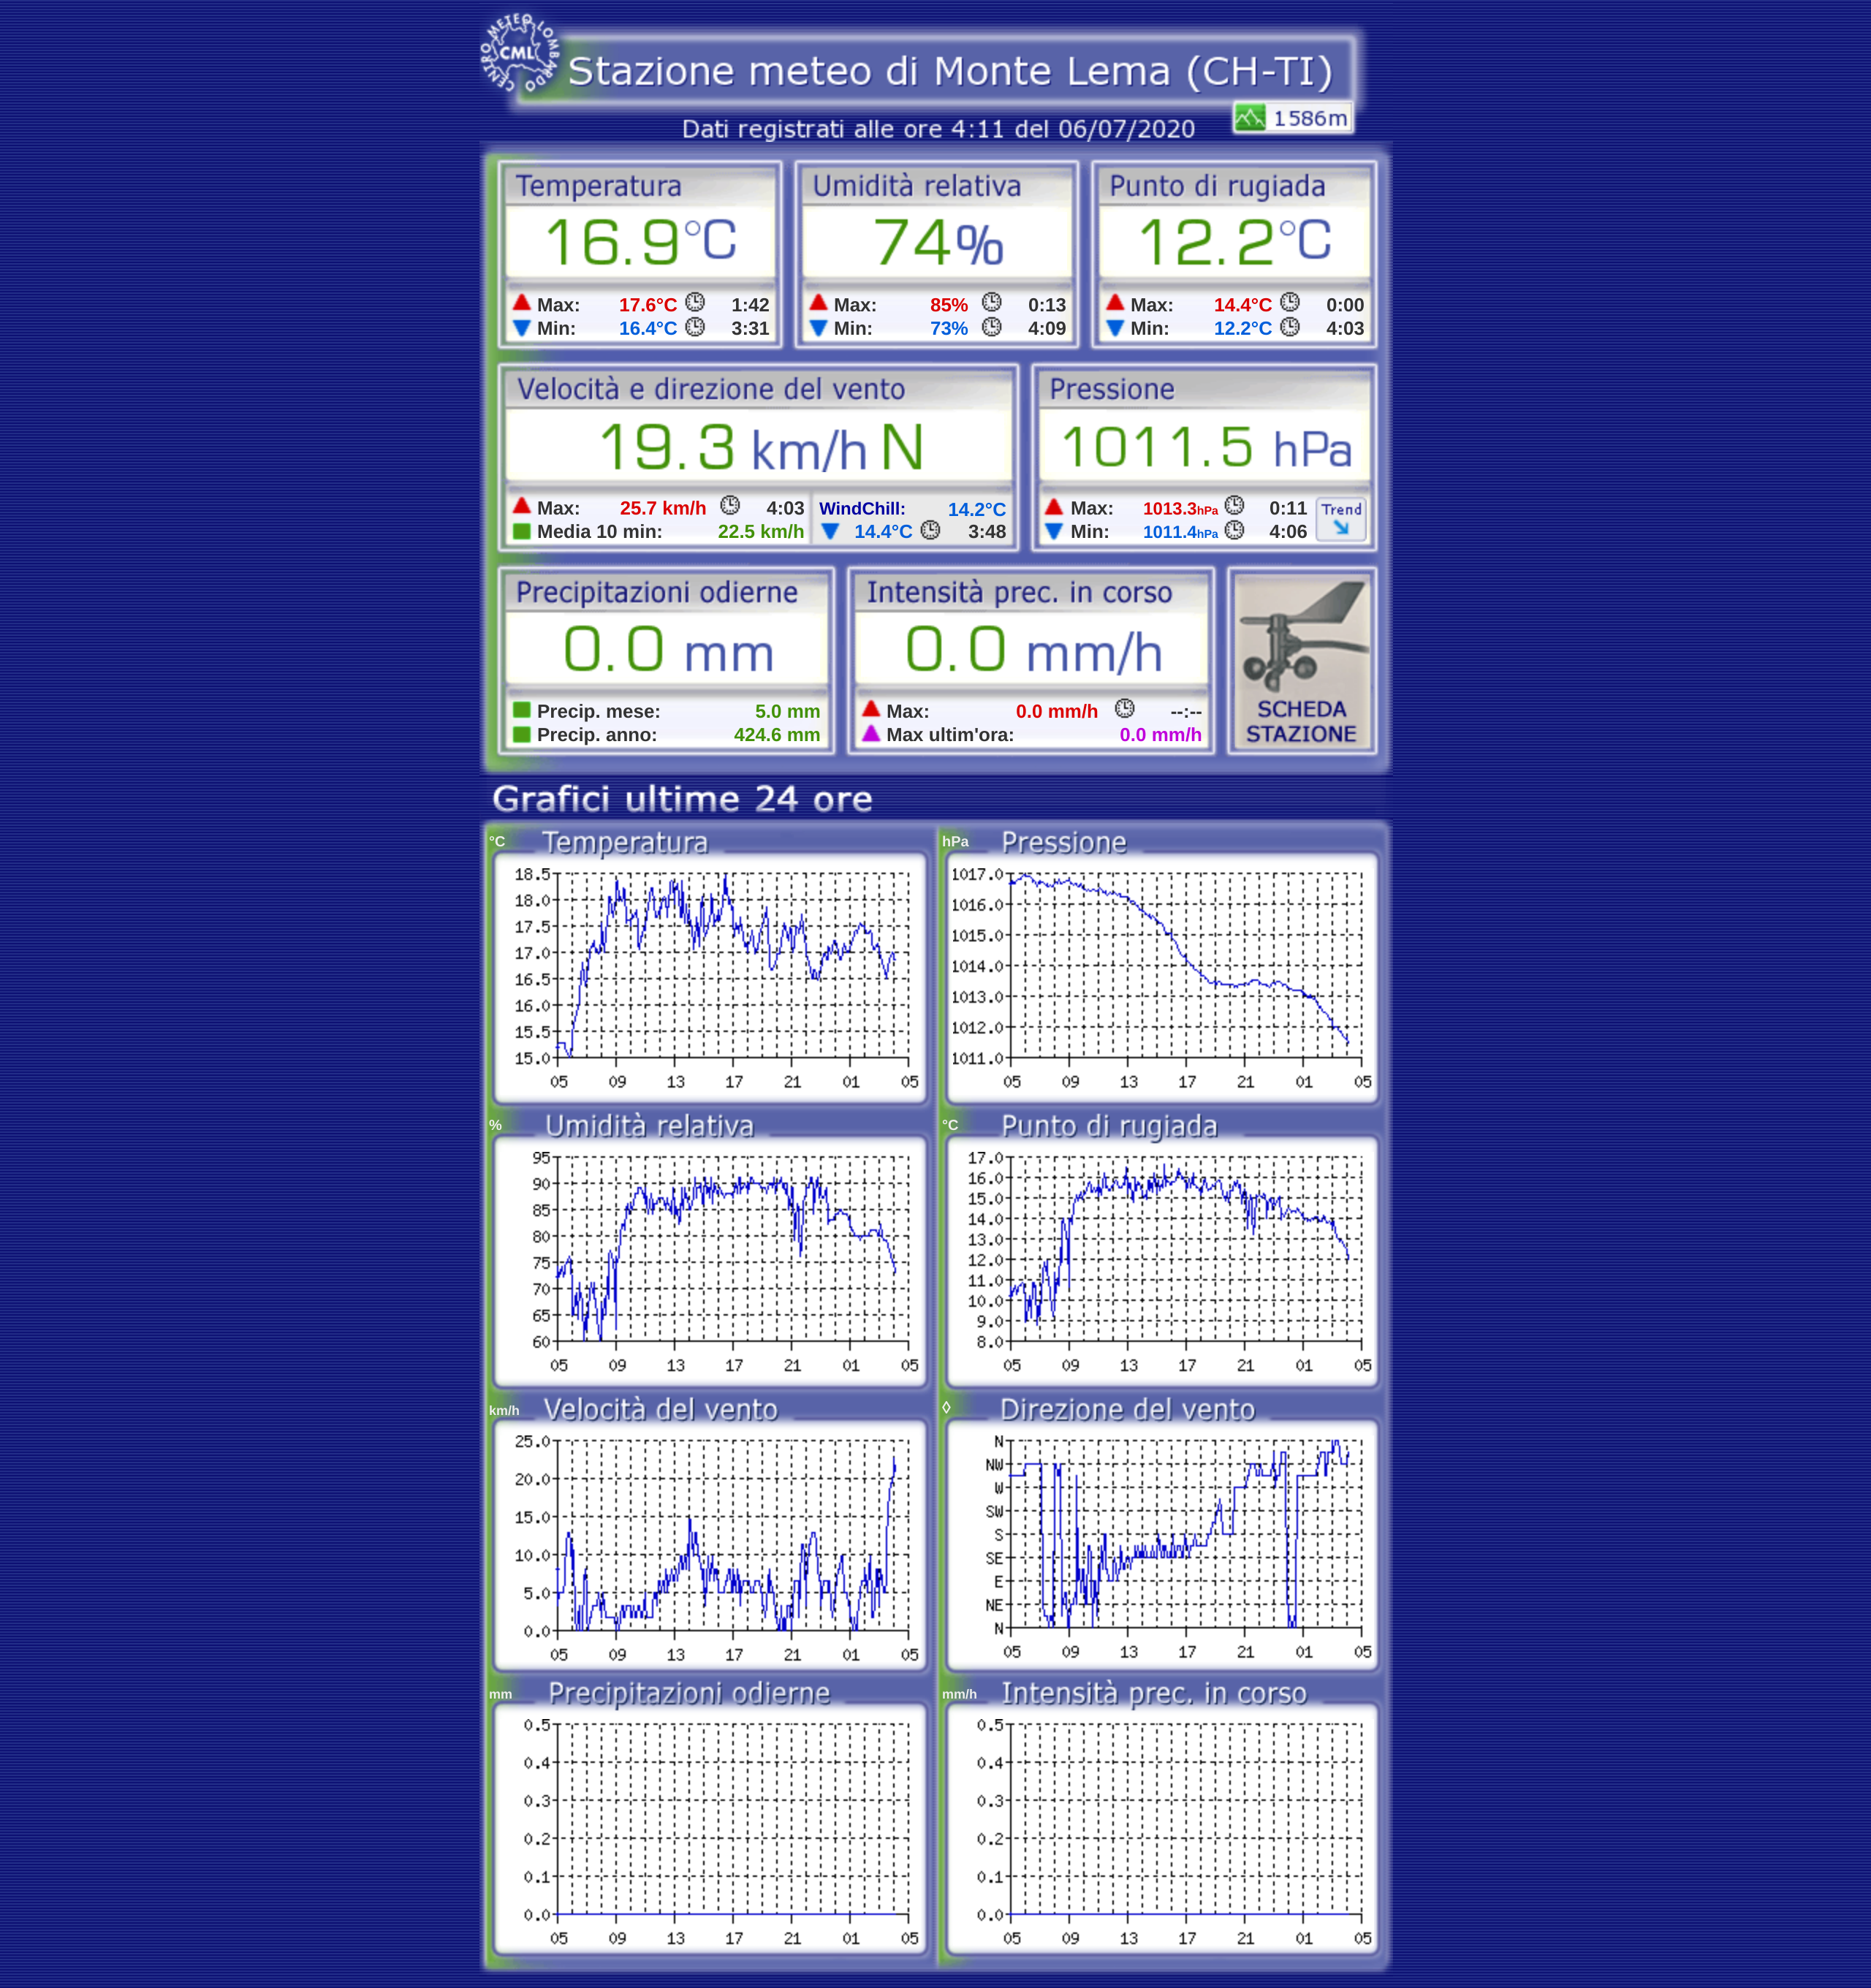 CENTRO METEO LOMBARDO
CML
Stazione meteo di Monte Lema (CH-TI)
1586m
Dati registrati alle ore 4:11 del 06/07/2020
Temperatura
16.9°C
Max: 17.6°C 1:42
Min: 16.4°C 3:31
Umidità relativa
74%
Max: 85% 0:13
Min: 73% 4:09
Punto di rugiada
12.2°C
Max: 14.4°C 0:00
Min: 12.2°C 4:03
Velocità e direzione del vento
19.3 km/h N
Max: 25.7 km/h 4:03
Media 10 min: 22.5 km/h
WindChill: 14.2°C
14.4°C 3:48
Pressione
1011.5 hPa
Max: 1013.3hPa 0:11
Min: 1011.4hPa 4:06
Trend
Precipitazioni odierne
0.0 mm
Precip. mese: 5.0 mm
Precip. anno: 424.6 mm
Intensità prec. in corso
0.0 mm/h
Max: 0.0 mm/h --:--
Max ultim'ora: 0.0 mm/h
SCHEDA
STAZIONE
Grafici ultime 24 ore
°C Temperatura
18.5
18.0
17.5
17.0
16.5
16.0
15.5
15.0
05 09 13 17 21 01 05
hPa Pressione
1017.0
1016.0
1015.0
1014.0
1013.0
1012.0
1011.0
05 09 13 17 21 01 05
% Umidità relativa
95
90
85
80
75
70
65
60
05 09 13 17 21 01 05
°C Punto di rugiada
17.0
16.0
15.0
14.0
13.0
12.0
11.0
10.0
9.0
8.0
05 09 13 17 21 01 05
km/h Velocità del vento
25.0
20.0
15.0
10.0
5.0
0.0
05 09 13 17 21 01 05
◊ Direzione del vento
N
NW
W
SW
S
SE
E
NE
N
05 09 13 17 21 01 05
mm Precipitazioni odierne
0.5
0.4
0.3
0.2
0.1
0.0
05 09 13 17 21 01 05
mm/h Intensità prec. in corso
0.5
0.4
0.3
0.2
0.1
0.0
05 09 13 17 21 01 05